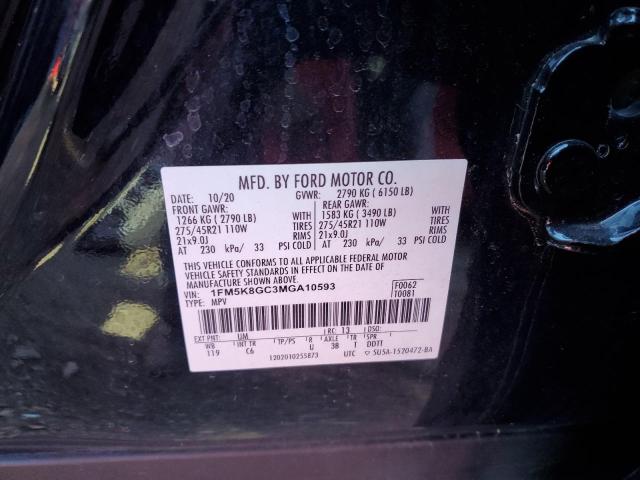 MFD. BY FORD MOTOR CO.
DATE: 10/20 GVWR: 2790 KG ( 6150 LB)
FRONT GAWR: REAR GAWR:
1266 KG ( 2790 LB) WITH 1583 KG ( 3490 LB) WITH
275/45R21 110W TIRES 275/45R21 110W TIRES
21x9.0J RIMS 21x9.0J RIMS
AT 230 kPa/ 33 PSI COLD AT 230 kPa/ 33 PSI COLD
THIS VEHICLE CONFORMS TO ALL APPLICABLE FEDERAL MOTOR
VEHICLE SAFETY AND BUMPER STANDARDS IN EFFECT ON THE DATE OF
MANUFACTURE SHOWN ABOVE.
VIN: 1FM5K8GC3MGA10593 F0062
TYPE: MPV T0081
EXT PNT: UM RC: 13 DSO:
WB INT TR TP/PS R AXLE TR SPR
119 C6 U 38 T DDTT
1202010255873 UTC ▽ SU5A-1520472-BA